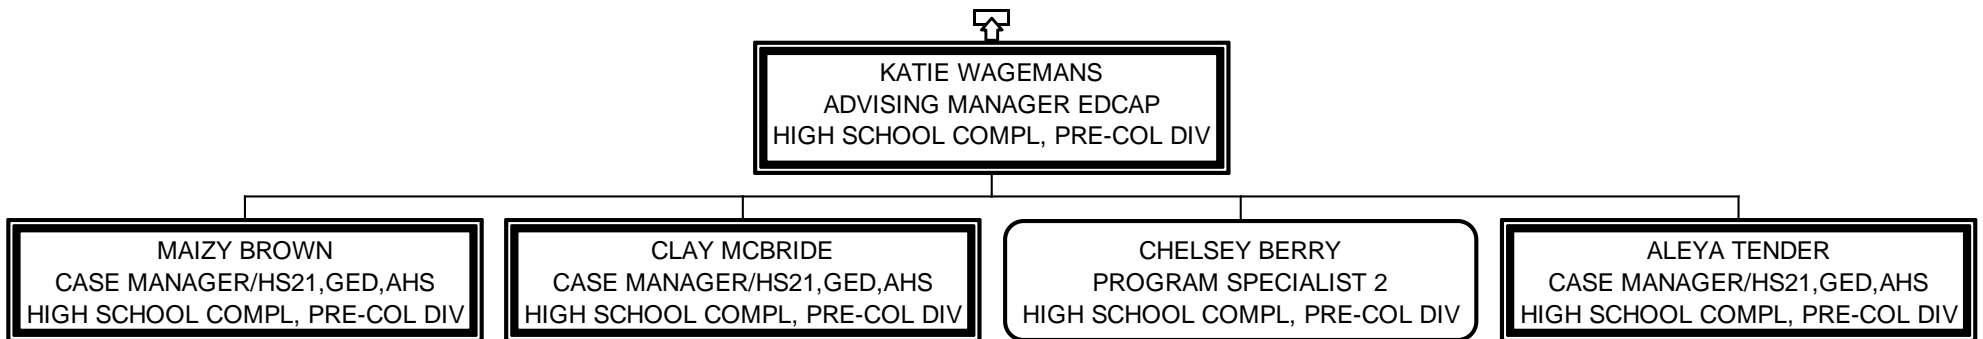 KATIE WAGEMANS
ADVISING MANAGER EDCAP
HIGH SCHOOL COMPL, PRE-COL DIV
MAIZY BROWN
CASE MANAGER/HS21,GED,AHS
HIGH SCHOOL COMPL, PRE-COL DIV
CLAY MCBRIDE
CASE MANAGER/HS21,GED,AHS
HIGH SCHOOL COMPL, PRE-COL DIV
CHELSEY BERRY
PROGRAM SPECIALIST 2
HIGH SCHOOL COMPL, PRE-COL DIV
ALEYA TENDER
CASE MANAGER/HS21,GED,AHS
HIGH SCHOOL COMPL, PRE-COL DIV